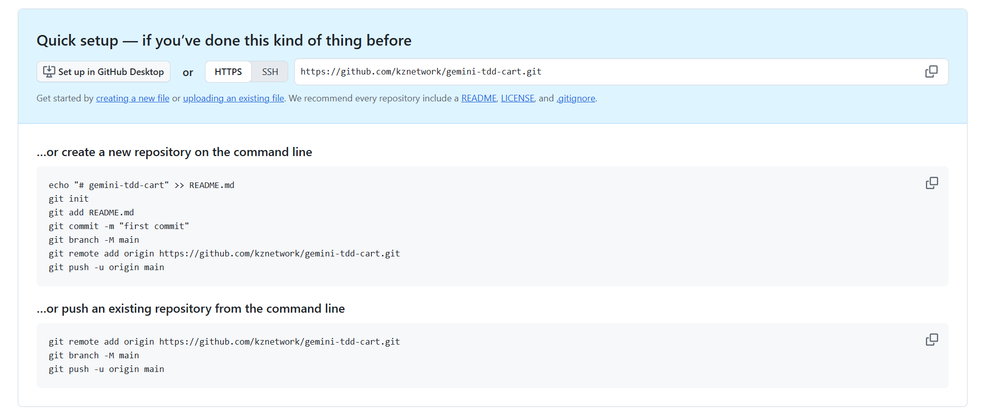 Quick setup — if you’ve done this kind of thing before
Set up in GitHub Desktop or HTTPS SSH https://github.com/kznetwork/gemini-tdd-cart.git
Get started by creating a new file or uploading an existing file. We recommend every repository include a README, LICENSE, and .gitignore.
…or create a new repository on the command line
echo "# gemini-tdd-cart" >> README.md
git init
git add README.md
git commit -m "first commit"
git branch -M main
git remote add origin https://github.com/kznetwork/gemini-tdd-cart.git
git push -u origin main
…or push an existing repository from the command line
git remote add origin https://github.com/kznetwork/gemini-tdd-cart.git
git branch -M main
git push -u origin main